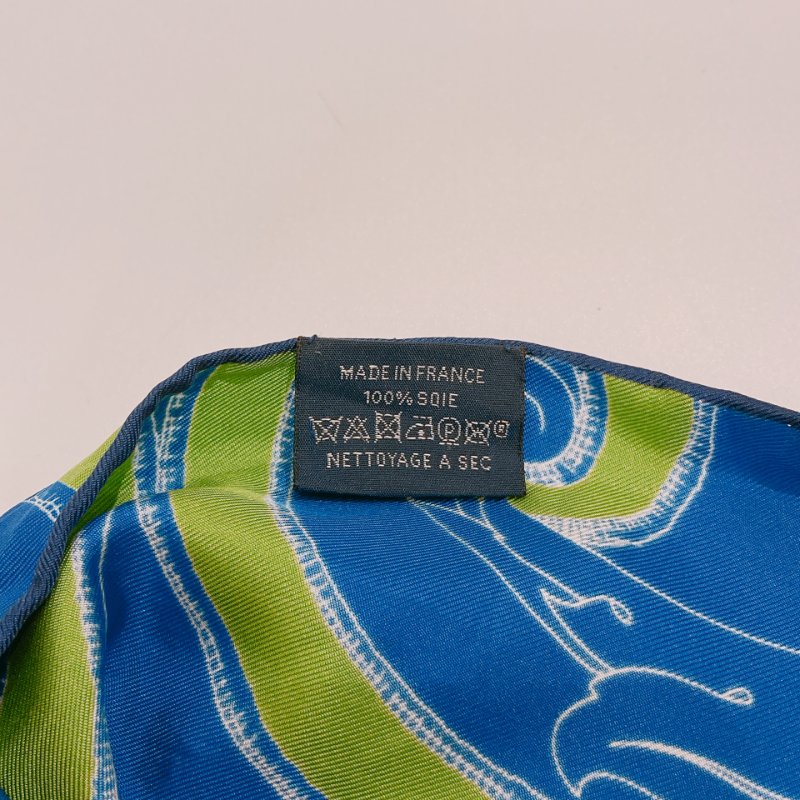 MADE IN FRANCE
100% SOIE
NETTOYAGE A SEC